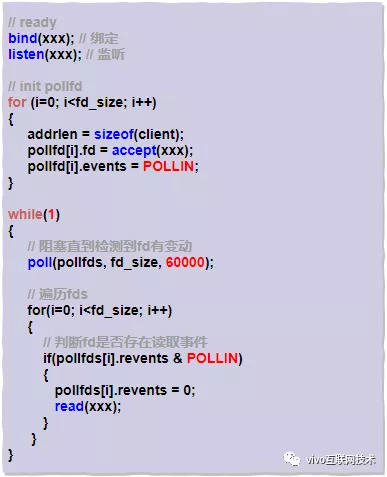 // ready
bind(xxx); // 绑定
listen(xxx); // 监听
// init pollfd
for (i=0; i<fd_size; i++)
{
addrlen = sizeof(client);
pollfd[i].fd = accept(xxx);
pollfd[i].events = POLLIN;
}
while(1)
{
// 阻塞直到检测到fd有变动
poll(pollfds, fd_size, 60000);
// 遍历fds
for(i=0; i<fd_size; i++)
{
// 判断fd是否存在读取事件
if(pollfds[i].revents & POLLIN)
{
pollfds[i].revents = 0;
read(xxx);
}
}
}
vivo互联网技术